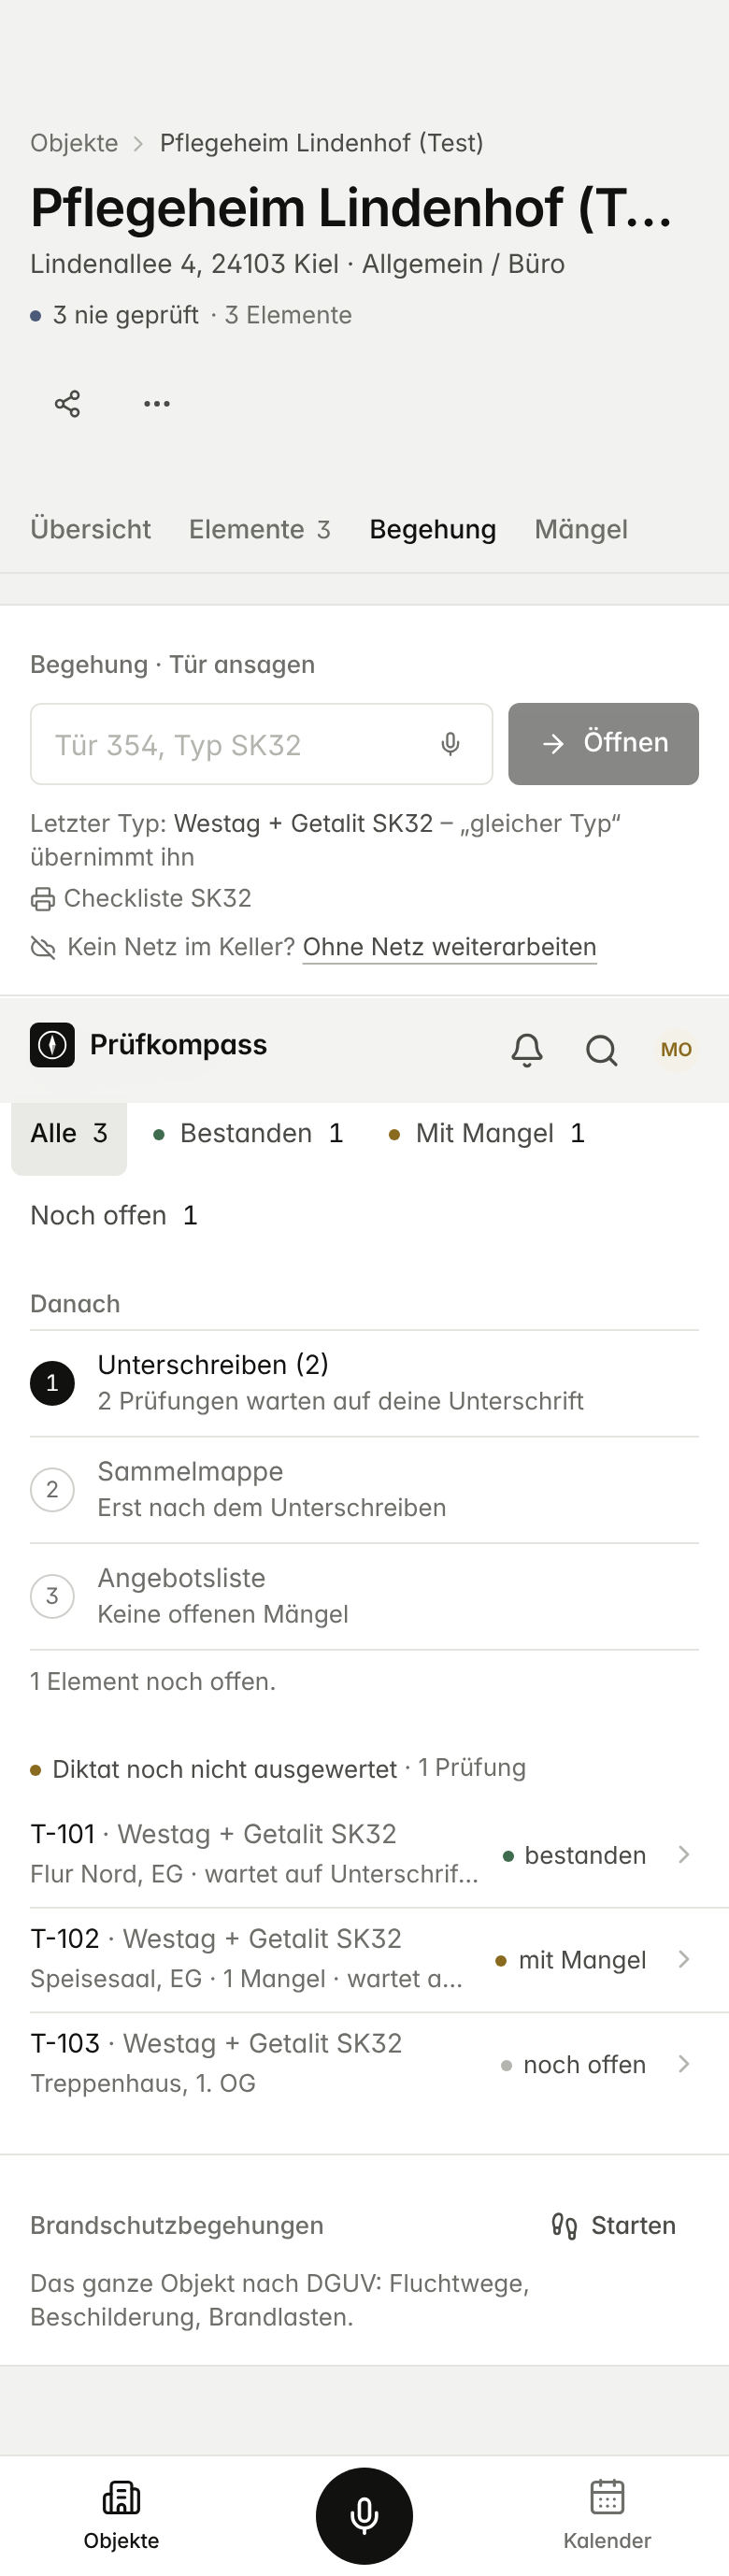 Objekte > Pflegeheim Lindenhof (Test)
Pflegeheim Lindenhof (T…
Lindenallee 4, 24103 Kiel · Allgemein / Büro
3 nie geprüft · 3 Elemente
Übersicht Elemente 3 Begehung Mängel
Begehung · Tür ansagen
Tür 354, Typ SK32
Öffnen
Letzter Typ: Westag + Getalit SK32 – „gleicher Typ“
übernimmt ihn
Checkliste SK32
Kein Netz im Keller? Ohne Netz weiterarbeiten
Prüfkompass
MO
Alle 3 Bestanden 1 Mit Mangel 1
Noch offen 1
Danach
1 Unterschreiben (2)
2 Prüfungen warten auf deine Unterschrift
2 Sammelmappe
Erst nach dem Unterschreiben
3 Angebotsliste
Keine offenen Mängel
1 Element noch offen.
Diktat noch nicht ausgewertet · 1 Prüfung
T-101 · Westag + Getalit SK32
Flur Nord, EG · wartet auf Unterschrif…
bestanden
T-102 · Westag + Getalit SK32
Speisesaal, EG · 1 Mangel · wartet a…
mit Mangel
T-103 · Westag + Getalit SK32
Treppenhaus, 1. OG
noch offen
Brandschutzbegehungen
Starten
Das ganze Objekt nach DGUV: Fluchtwege,
Beschilderung, Brandlasten.
Objekte
Kalender